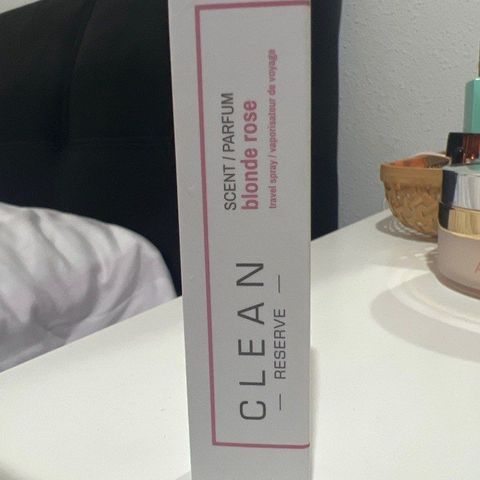 CLEAN
— RESERVE —
SCENT / PARFUM
blonde rose
travel spray / vaporisateur de voyage